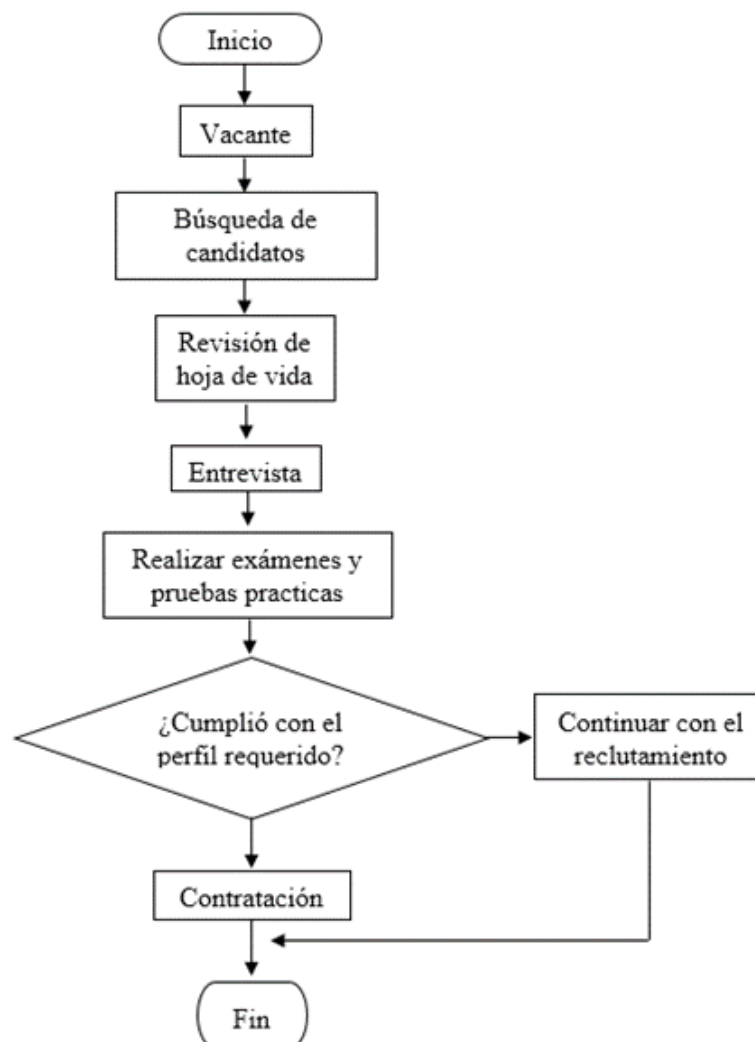 Inicio
Vacante
Búsqueda de
candidatos
Revisión de
hoja de vida
Entrevista
Realizar exámenes y
pruebas practicas
¿Cumplió con el
perfil requerido?
Continuar con el
reclutamiento
Contratación
Fin